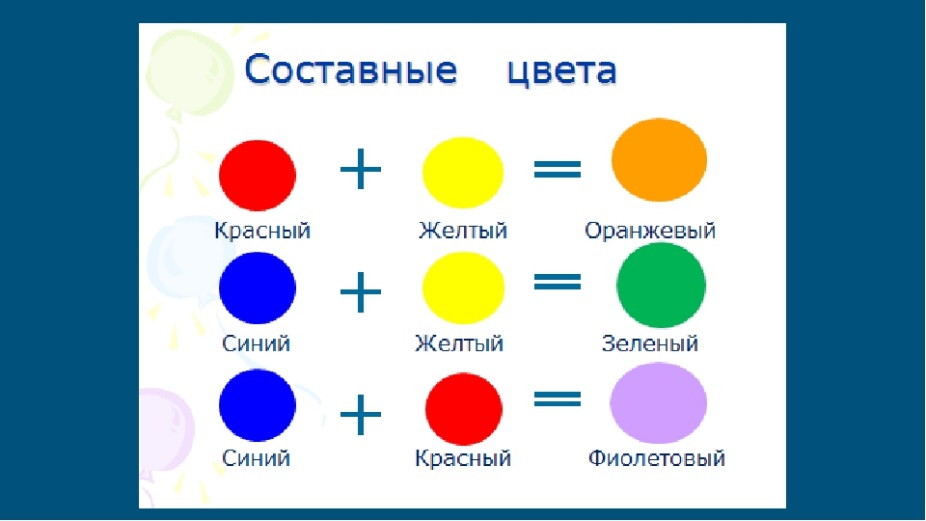 Составные цвета
+ =
Красный Желтый Оранжевый
+ =
Синий Желтый Зеленый
+ =
Синий Красный Фиолетовый